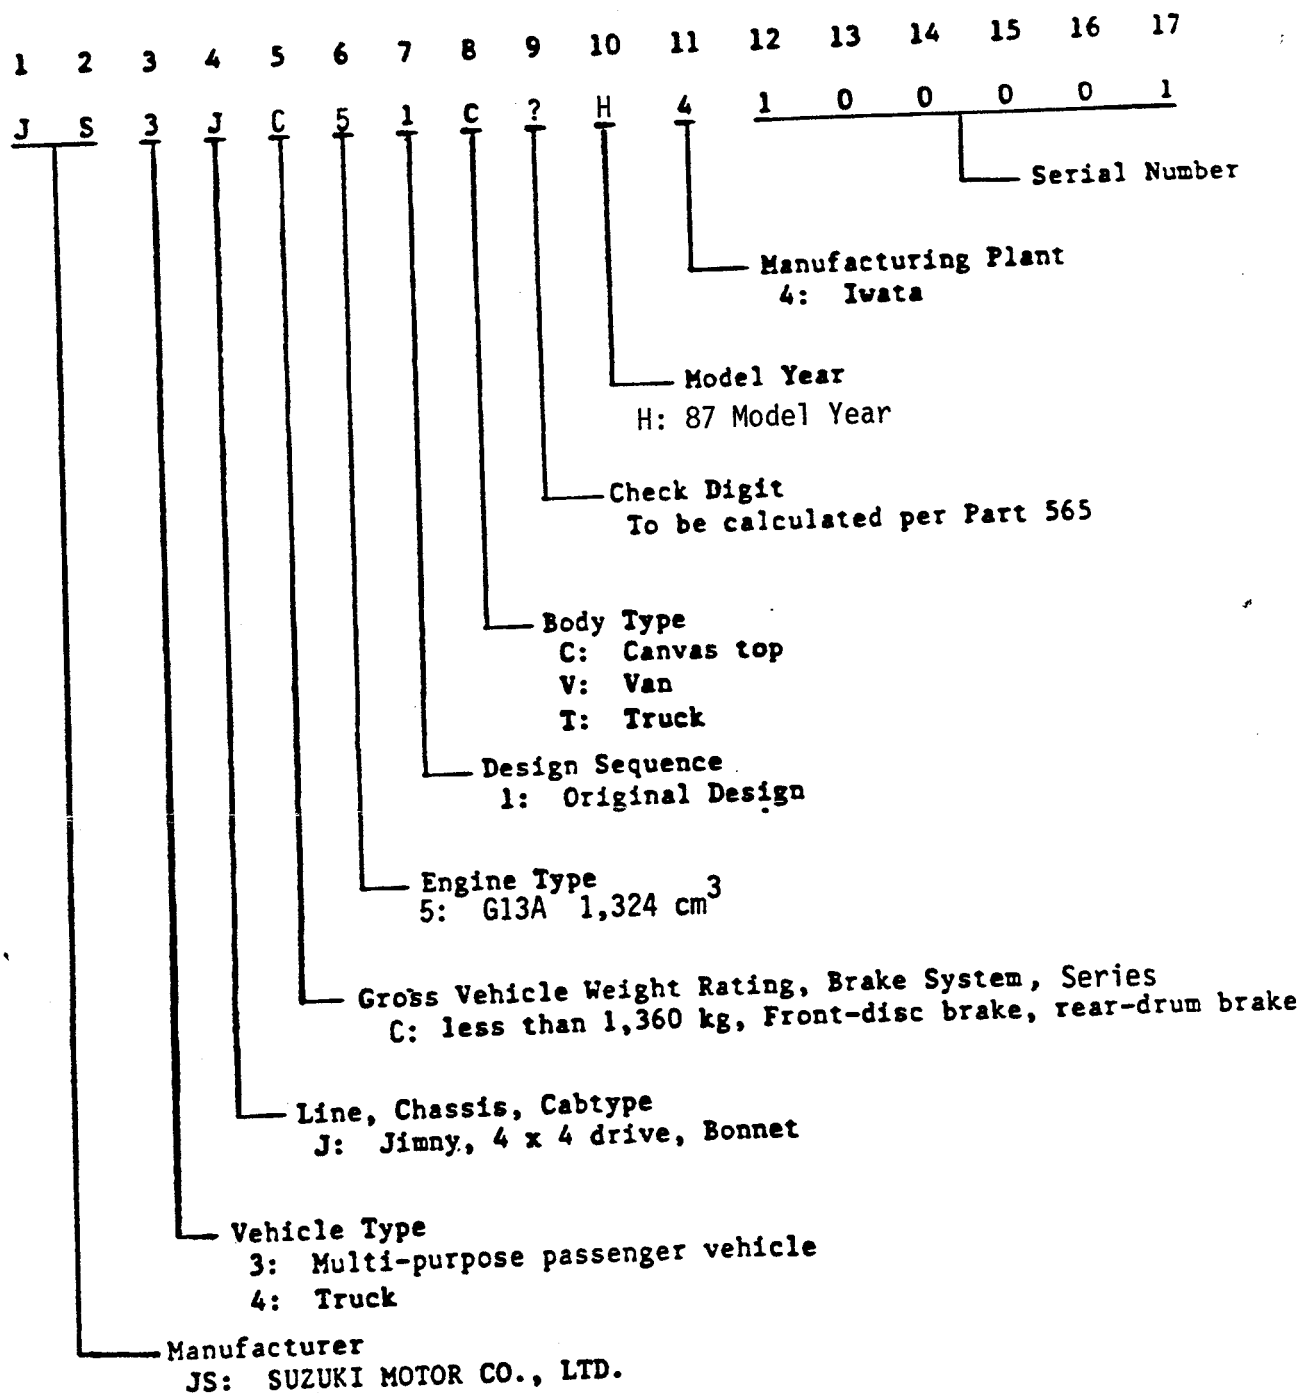 1 2 3 4 5 6 7 8 9 10 11 12 13 14 15 16 17
J S 3 J C 5 1 C ? H 4 1 0 0 0 0 1
Serial Number
Manufacturing Plant
4: Iwata
Model Year
H: 87 Model Year
Check Digit
To be calculated per Part 565
Body Type
C: Canvas top
V: Van
T: Truck
Design Sequence
1: Original Design
Engine Type
5: G13A 1,324 cm³
Gross Vehicle Weight Rating, Brake System, Series
C: less than 1,360 kg, Front-disc brake, rear-drum brake
Line, Chassis, Cabtype
J: Jimny, 4 x 4 drive, Bonnet
Vehicle Type
3: Multi-purpose passenger vehicle
4: Truck
Manufacturer
JS: SUZUKI MOTOR CO., LTD.